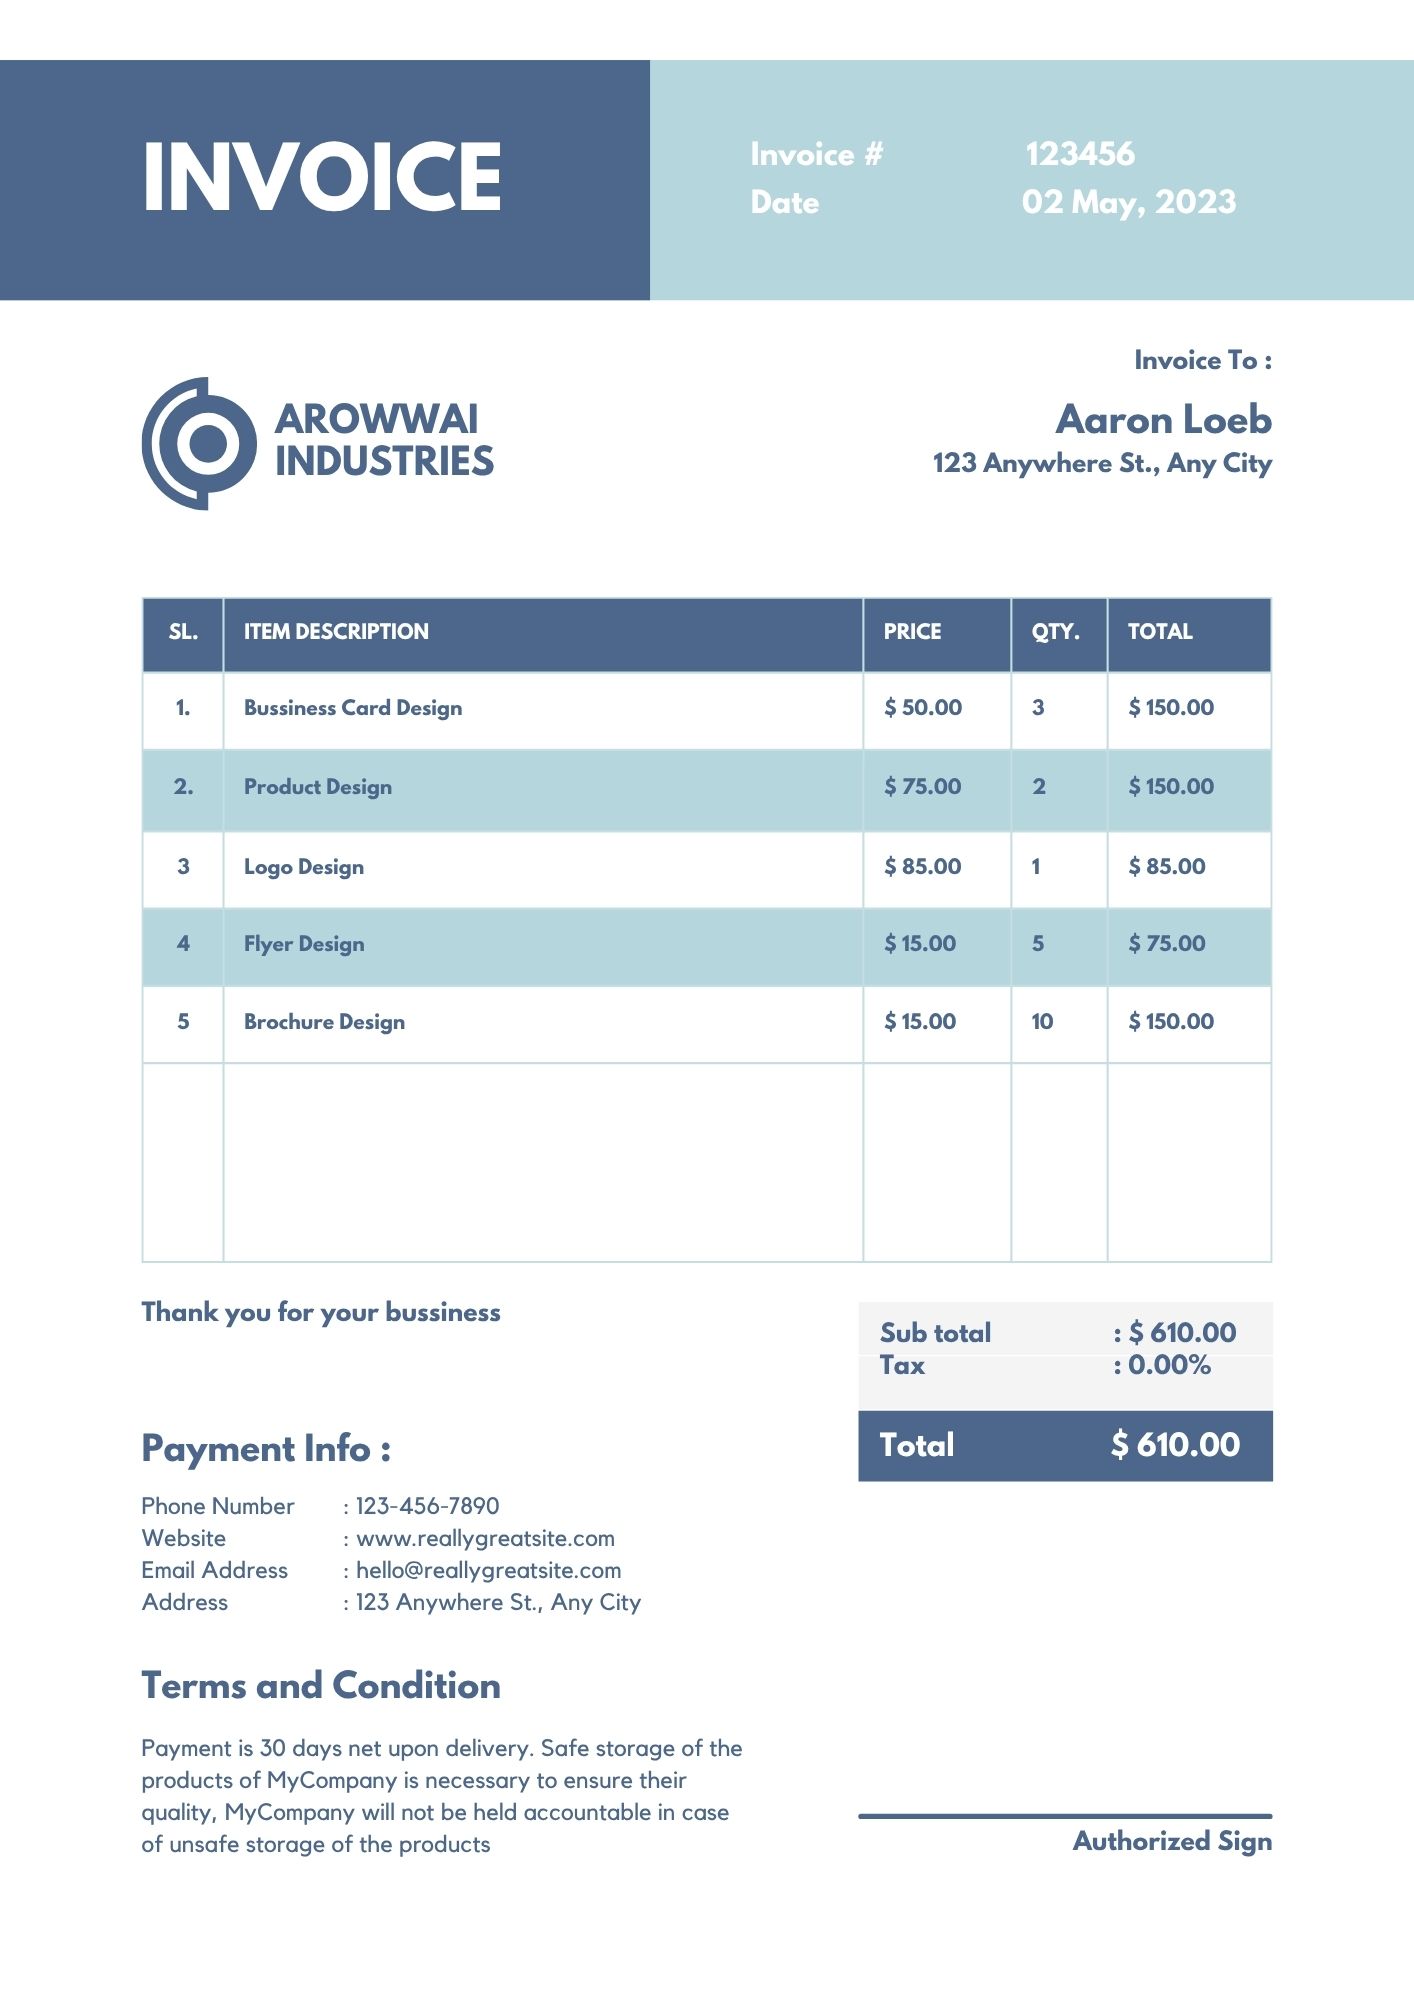 INVOICE
Invoice # 123456
Date 02 May, 2023
Invoice To :
AROWWAI
INDUSTRIES
Aaron Loeb
123 Anywhere St., Any City
SL. ITEM DESCRIPTION PRICE QTY. TOTAL
1. Bussiness Card Design $ 50.00 3 $ 150.00
2. Product Design $ 75.00 2 $ 150.00
3 Logo Design $ 85.00 1 $ 85.00
4 Flyer Design $ 15.00 5 $ 75.00
5 Brochure Design $ 15.00 10 $ 150.00
Thank you for your bussiness
Sub total : $ 610.00
Tax : 0.00%
Total $ 610.00
Payment Info :
Phone Number : 123-456-7890
Website : www.reallygreatsite.com
Email Address : hello@reallygreatsite.com
Address : 123 Anywhere St., Any City
Terms and Condition
Payment is 30 days net upon delivery. Safe storage of the
products of MyCompany is necessary to ensure their
quality, MyCompany will not be held accountable in case
of unsafe storage of the products
Authorized Sign